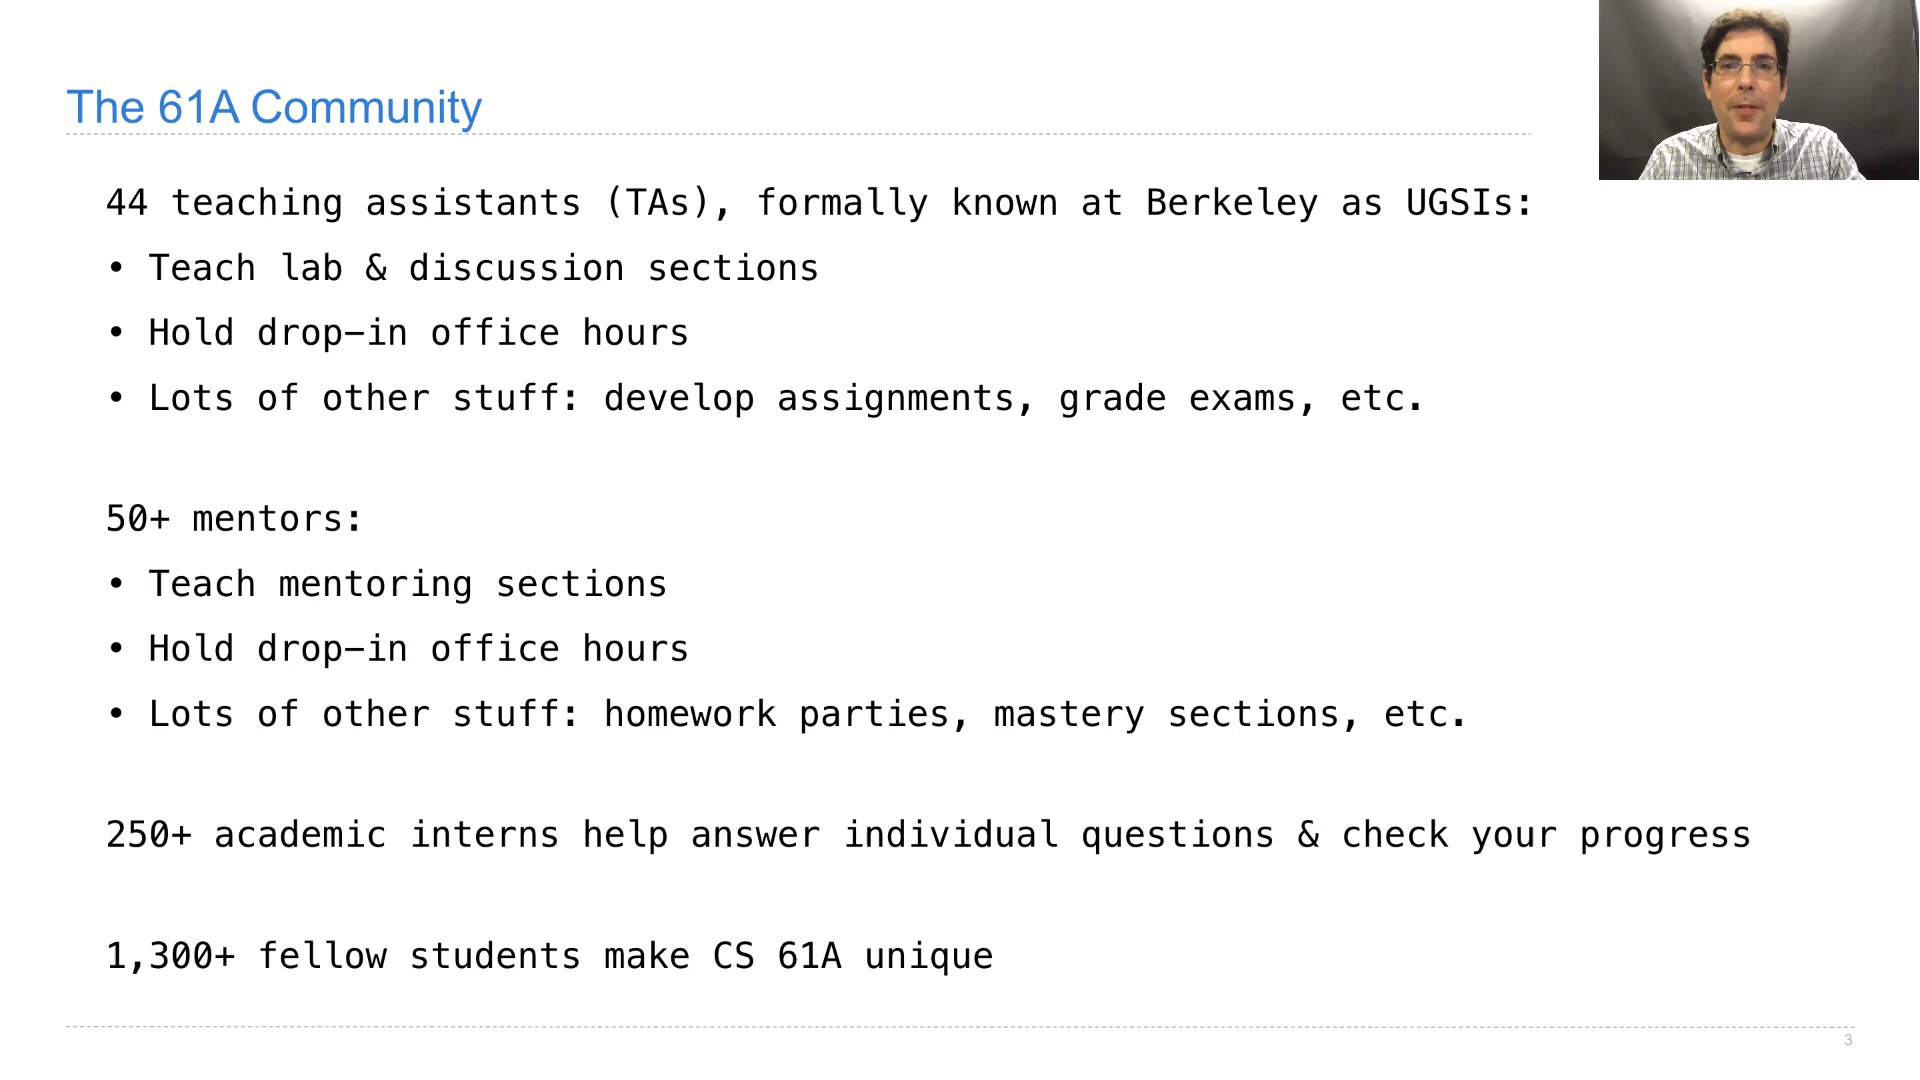 The 61A Community
44 teaching assistants (TAs), formally known at Berkeley as UGSIs:
• Teach lab & discussion sections
• Hold drop-in office hours
• Lots of other stuff: develop assignments, grade exams, etc.
50+ mentors:
• Teach mentoring sections
• Hold drop-in office hours
• Lots of other stuff: homework parties, mastery sections, etc.
250+ academic interns help answer individual questions & check your progress
1,300+ fellow students make CS 61A unique
3